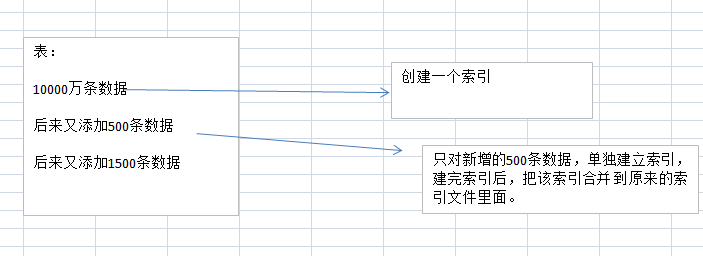 表：
10000万条数据
后来又添加500条数据
后来又添加1500条数据
创建一个索引
只对新增的500条数据，单独建立索引，
建完索引后，把该索引合并到原来的索
引文件里面。